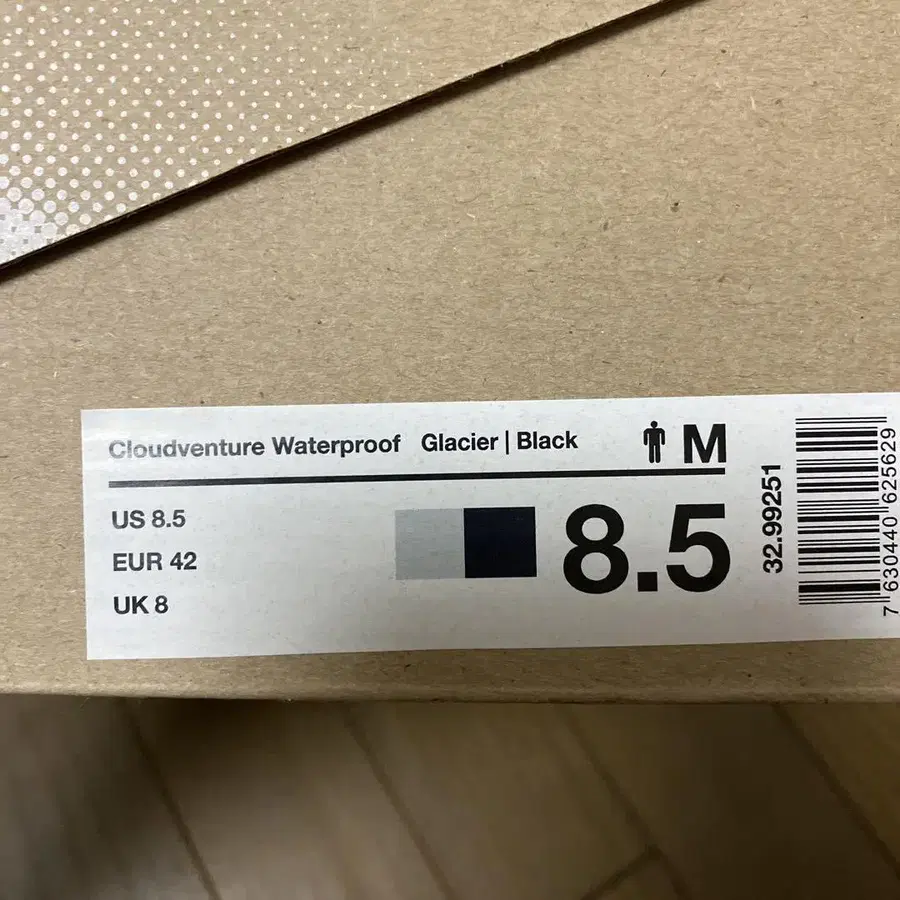 Cloudventure Waterproof Glacier | Black M
US 8.5
EUR 42
UK 8
8.5
32.99251
7 630440 625629